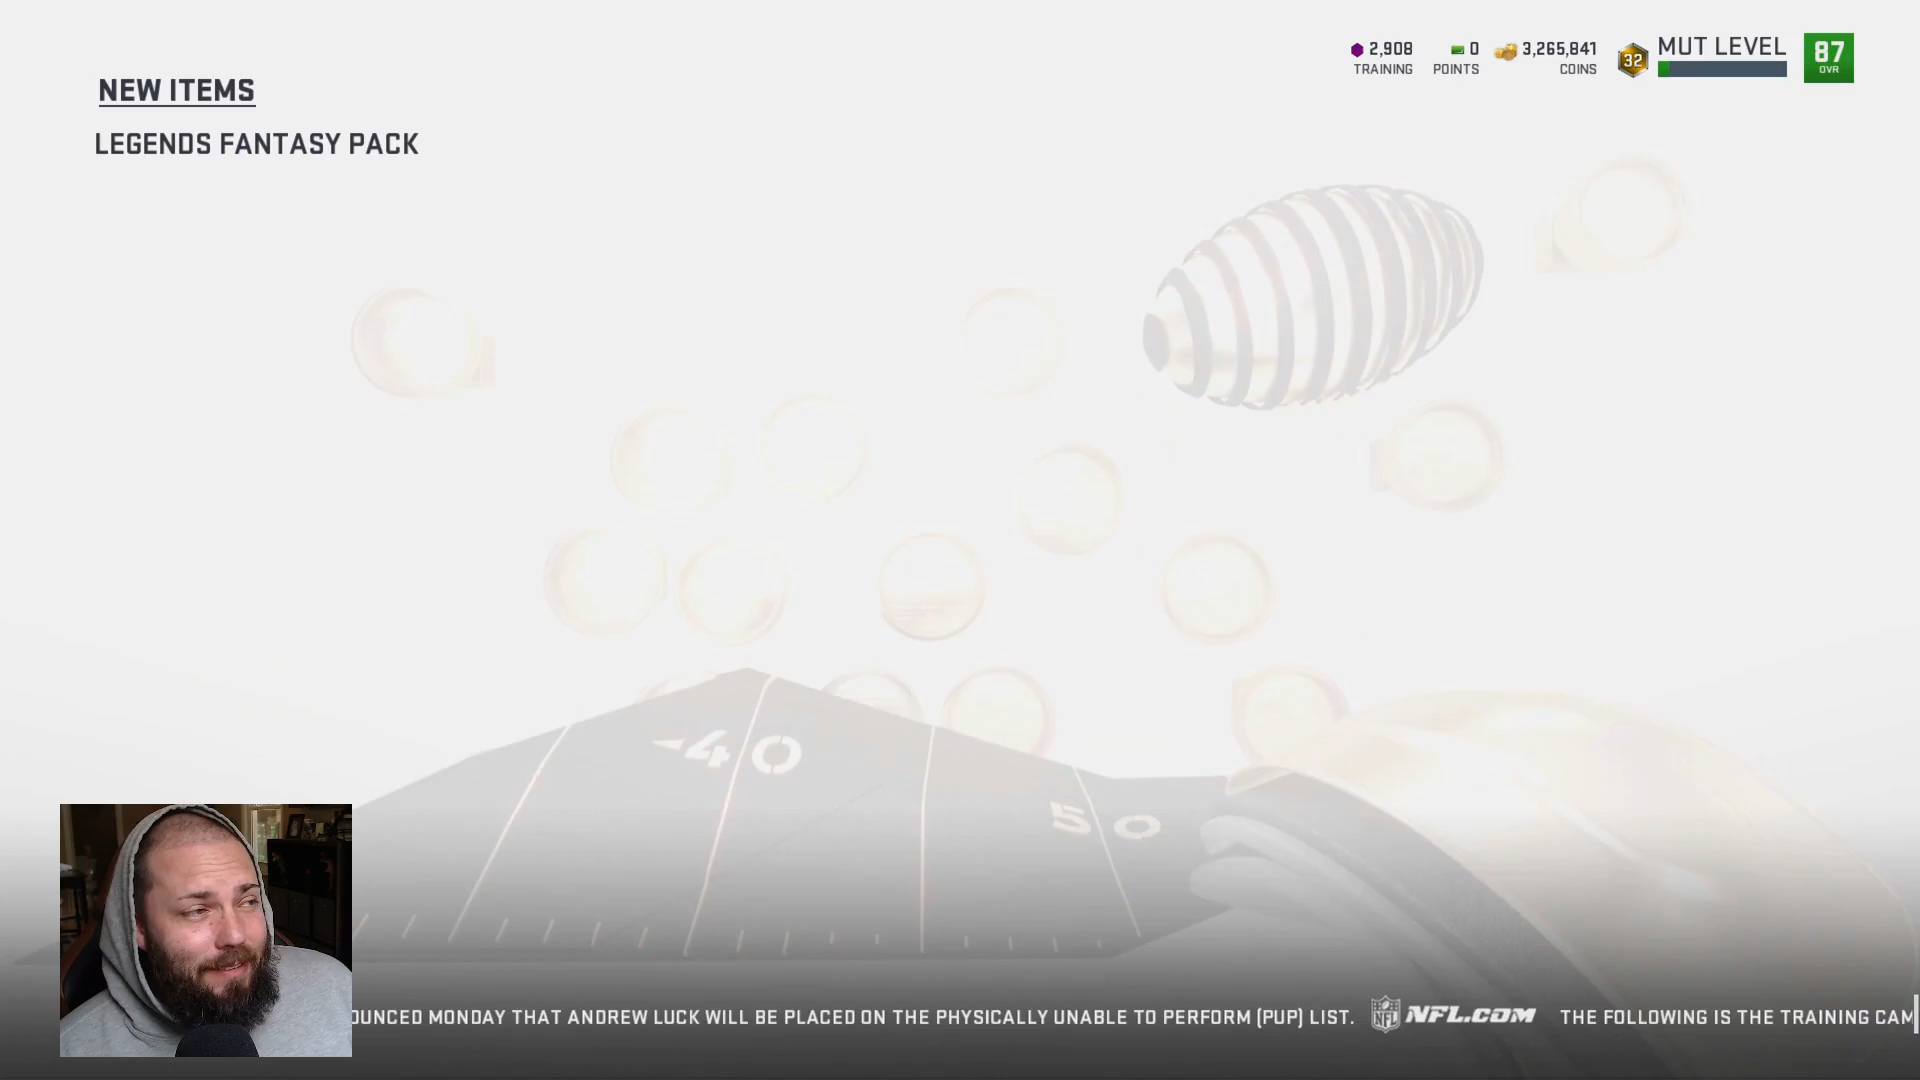 NEW ITEMS
LEGENDS FANTASY PACK
2,908
TRAINING
0
POINTS
3,265,841
COINS
32
MUT LEVEL
87
OVR
40
50
OUNCED MONDAY THAT ANDREW LUCK WILL BE PLACED ON THE PHYSICALLY UNABLE TO PERFORM (PUP) LIST. NFL NFL.COM THE FOLLOWING IS THE TRAINING CAM